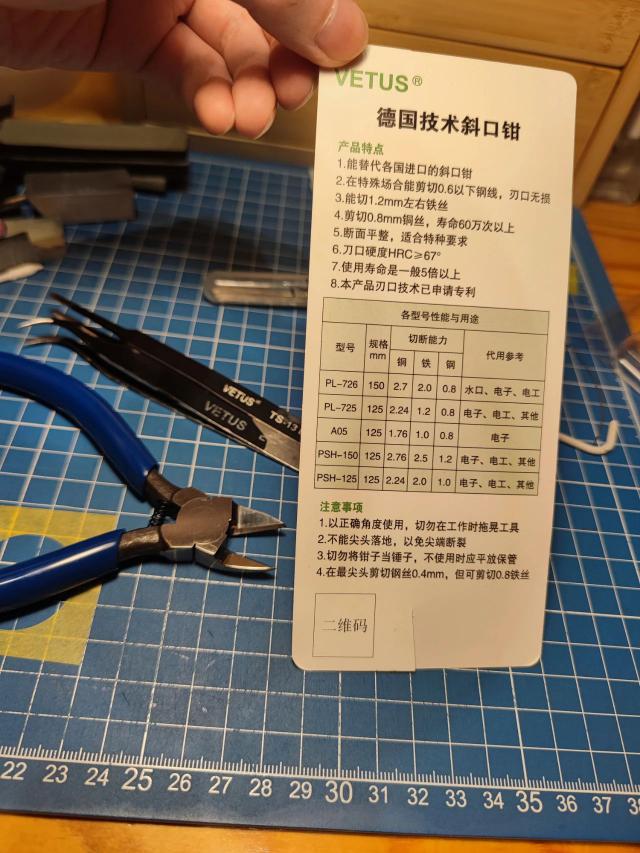 VETUS®
德国技术斜口钳
产品特点
1.能替代各国进口的斜口钳
2.在特殊场合能剪切0.6以下钢线，刃口无损
3.能切1.2mm左右铁丝
4.剪切0.8mm铜丝，寿命60万次以上
5.断面平整，适合特种要求
6.刀口硬度HRC≥67°
7.使用寿命是一般5倍以上
8.本产品刃口技术已申请专利
各型号性能与用途
型号 规格mm 切断能力 代用参考
铜 铁 钢
PL-726 150 2.7 2.0 0.8 水口、电子、电工
PL-725 125 2.24 1.2 0.8 电子、电工、其他
A05 125 1.76 1.0 0.8 电子
PSH-150 125 2.76 2.5 1.2 电子、电工、其他
PSH-125 125 2.24 2.0 1.0 电子、电工、其他
注意事项
1.以正确角度使用，切勿在工作时拖晃工具
2.不能尖头落地，以免尖端断裂
3.切勿将钳子当锤子，不使用时应平放保管
4.在最尖头剪切钢丝0.4mm，但可剪切0.8铁丝
二维码
VETUS® TS-13
VETUS
22 23 24 25 26 27 28 29 30 31 32 33 34 35 36 37 38